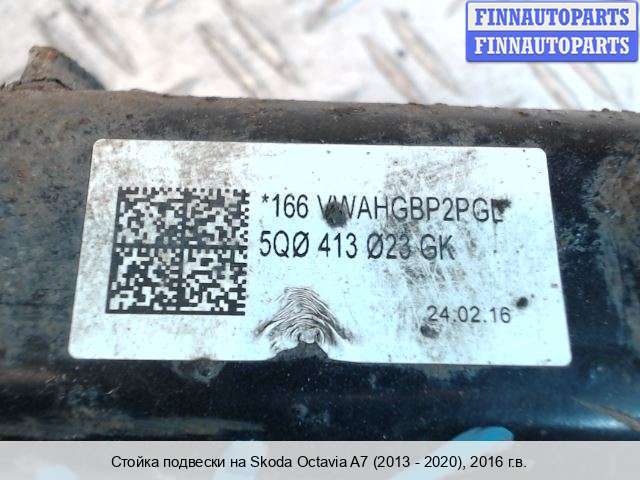 FINNAUTOPARTS
FINNAUTOPARTS
*166 VWAHGBP2PGL
5QØ 413 Ø23 GK
24.02.16
Стойка подвески на Skoda Octavia A7 (2013 - 2020), 2016 г.в.